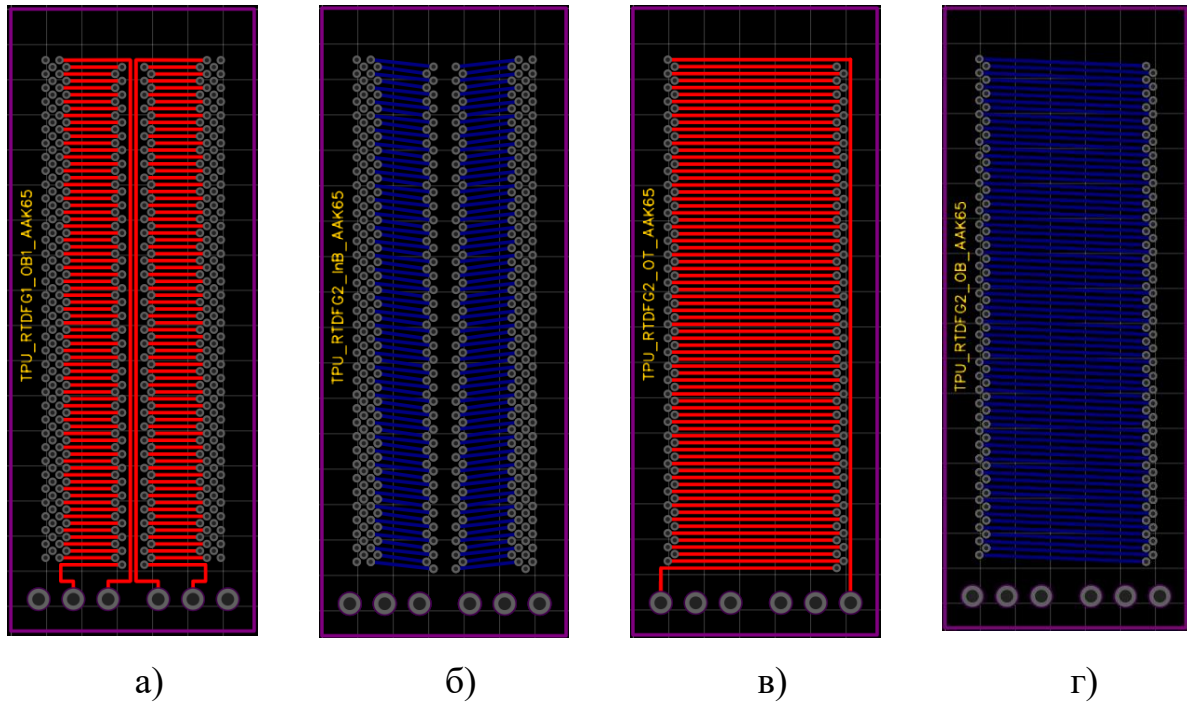 TPU_RTDFG1_OB1_AAK65
TPU_RTDFG2_InB_AAK65
TPU_RTDFG2_OT_AAK65
TPU_RTDFG2_OB_AAK65
а)
б)
в)
г)